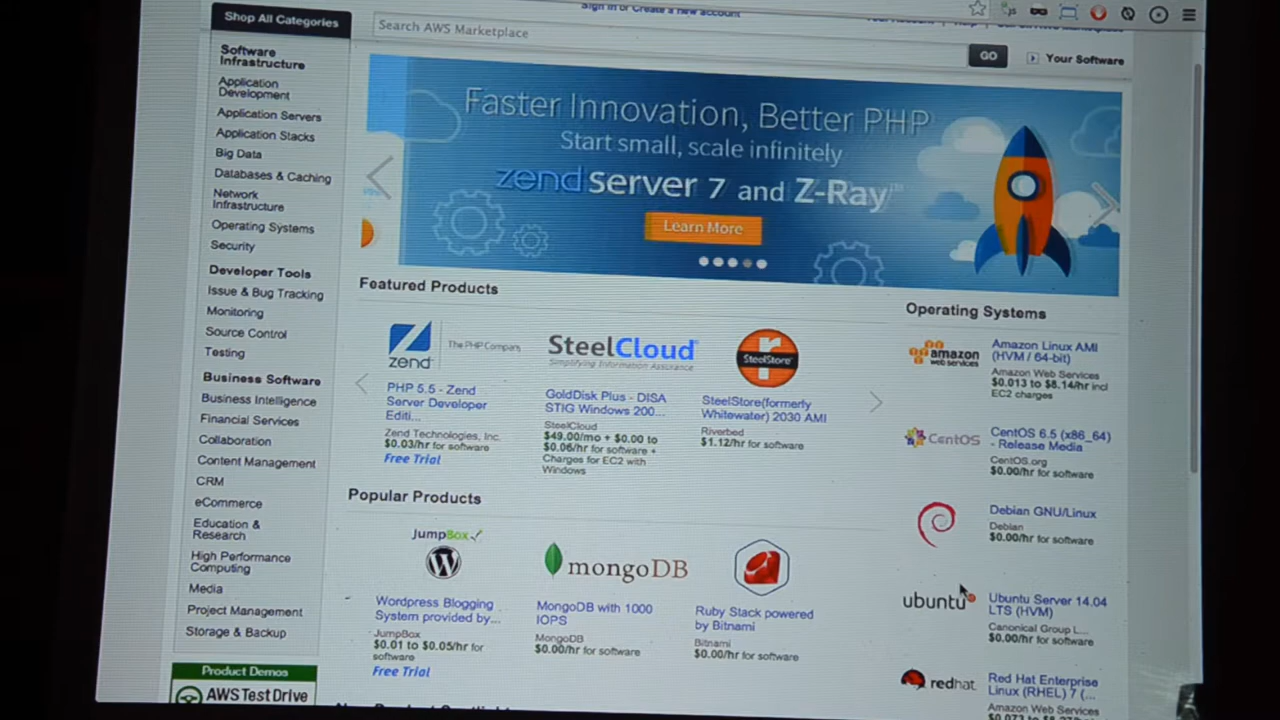 Sign in or Create a new account
Shop All Categories
Search AWS Marketplace
GO
Your Software
Software
Infrastructure
Application
Development
Application Servers
Application Stacks
Big Data
Databases & Caching
Network
Infrastructure
Operating Systems
Security
Developer Tools
Issue & Bug Tracking
Monitoring
Source Control
Testing
Business Software
Business Intelligence
Financial Services
Collaboration
Content Management
CRM
eCommerce
Education &
Research
High Performance
Computing
Media
Project Management
Storage & Backup
Product Demos
AWS Test Drive
Faster Innovation, Better PHP
Start small, scale infinitely
zend server 7 and Z-Ray™
Learn More
Featured Products
zend
The PHP Company
PHP 5.5 - Zend
Server Developer
Editi...
Zend Technologies, Inc.
$0.03/hr for software
Free Trial
SteelCloud
Simplifying Information Assurance
GoldDisk Plus - DISA
STIG Windows 200...
SteelCloud
$49.00/mo + $0.00 to
$0.06/hr for software +
Charges for EC2 with
Windows
SteelStore
SteelStore(formerly
Whitewater) 2030 AMI
Riverbed
$1.12/hr for software
Popular Products
JumpBox
Wordpress Blogging
System provided by...
JumpBox
$0.01 to $0.05/hr for
software
Free Trial
mongoDB
MongoDB with 1000
IOPS
MongoDB
$0.00/hr for software
Ruby Stack powered
by Bitnami
Bitnami
$0.00/hr for software
Operating Systems
amazon
web services
Amazon Linux AMI
(HVM / 64-bit)
Amazon Web Services
$0.013 to $8.14/hr incl
EC2 charges
CentOS
CentOS 6.5 (x86_64)
- Release Media
CentOS.org
$0.00/hr for software
Debian GNU/Linux
Debian
$0.00/hr for software
ubuntu
Ubuntu Server 14.04
LTS (HVM)
Canonical Group L...
$0.00/hr for software
redhat
Red Hat Enterprise
Linux (RHEL) 7 (...
Amazon Web Services